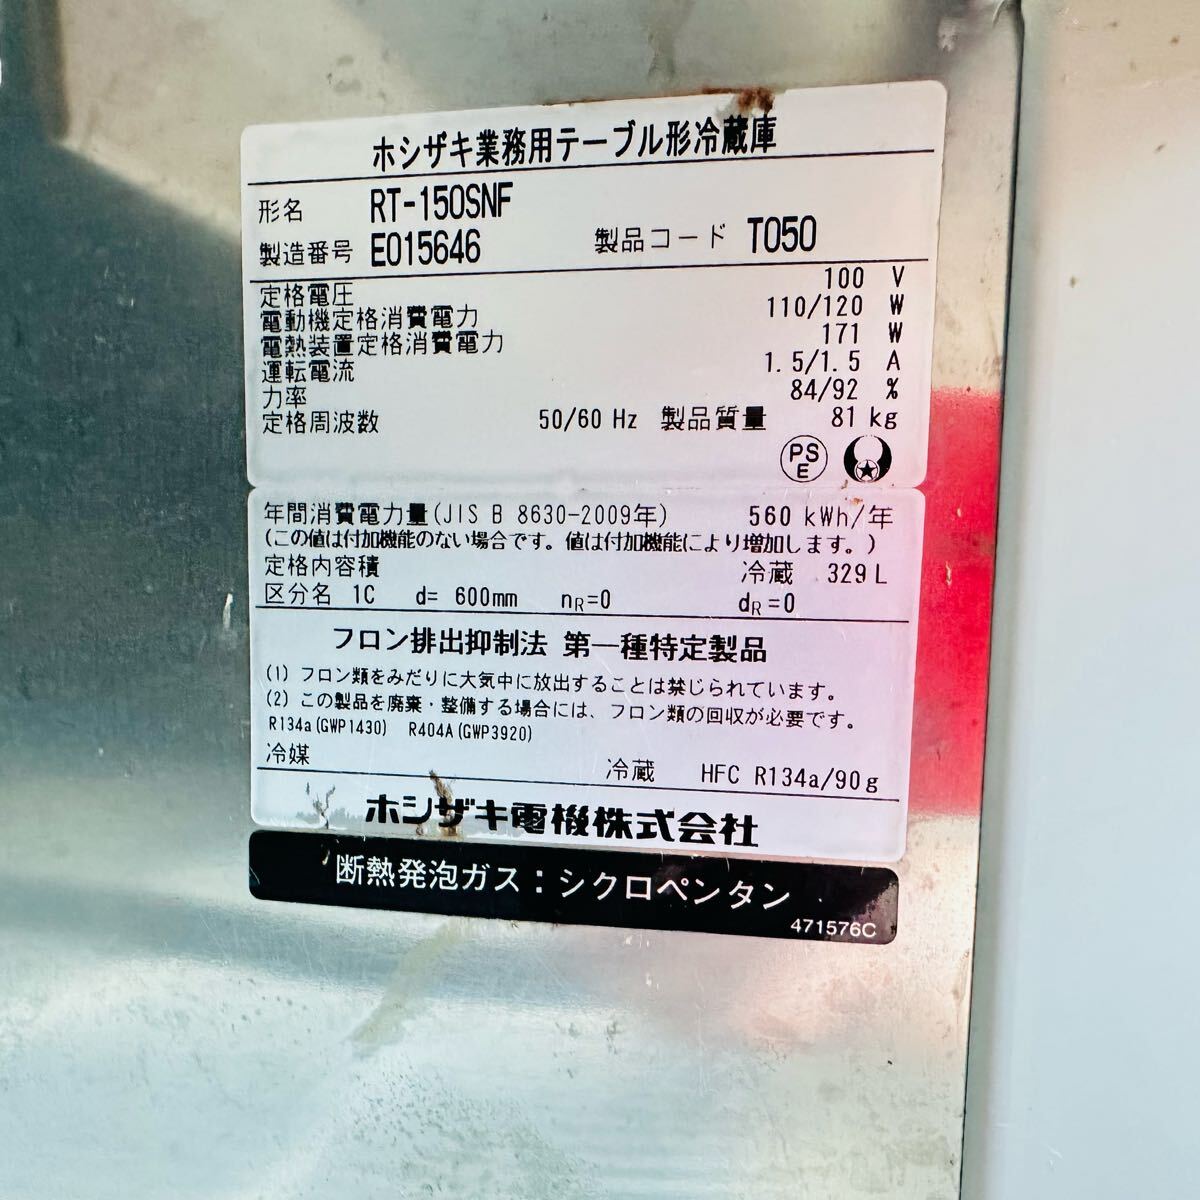 ホシザキ業務用テーブル形冷蔵庫
形名 RT-150SNF
製造番号 E015646 製品コード T050
定格電圧 100 V
電動機定格消費電力 110/120 W
電熱装置定格消費電力 171 W
運転電流 1.5/1.5 A
力率 84/92 %
定格周波数 50/60 Hz 製品質量 81 kg
PS
E
年間消費電力量(JIS B 8630-2009年) 560 kWh/年
(この値は付加機能のない場合です。値は付加機能により増加します。)
定格内容積 冷蔵 329L
区分名 1C d= 600mm nR=0 dR=0
フロン排出抑制法 第一種特定製品
(1) フロン類をみだりに大気中に放出することは禁じられています。
(2) この製品を廃棄・整備する場合には、フロン類の回収が必要です。
R134a(GWP1430) R404A(GWP3920)
冷媒
冷蔵 HFC R134a/90g
ホシザキ電機株式会社
断熱発泡ガス：シクロペンタン
471576C